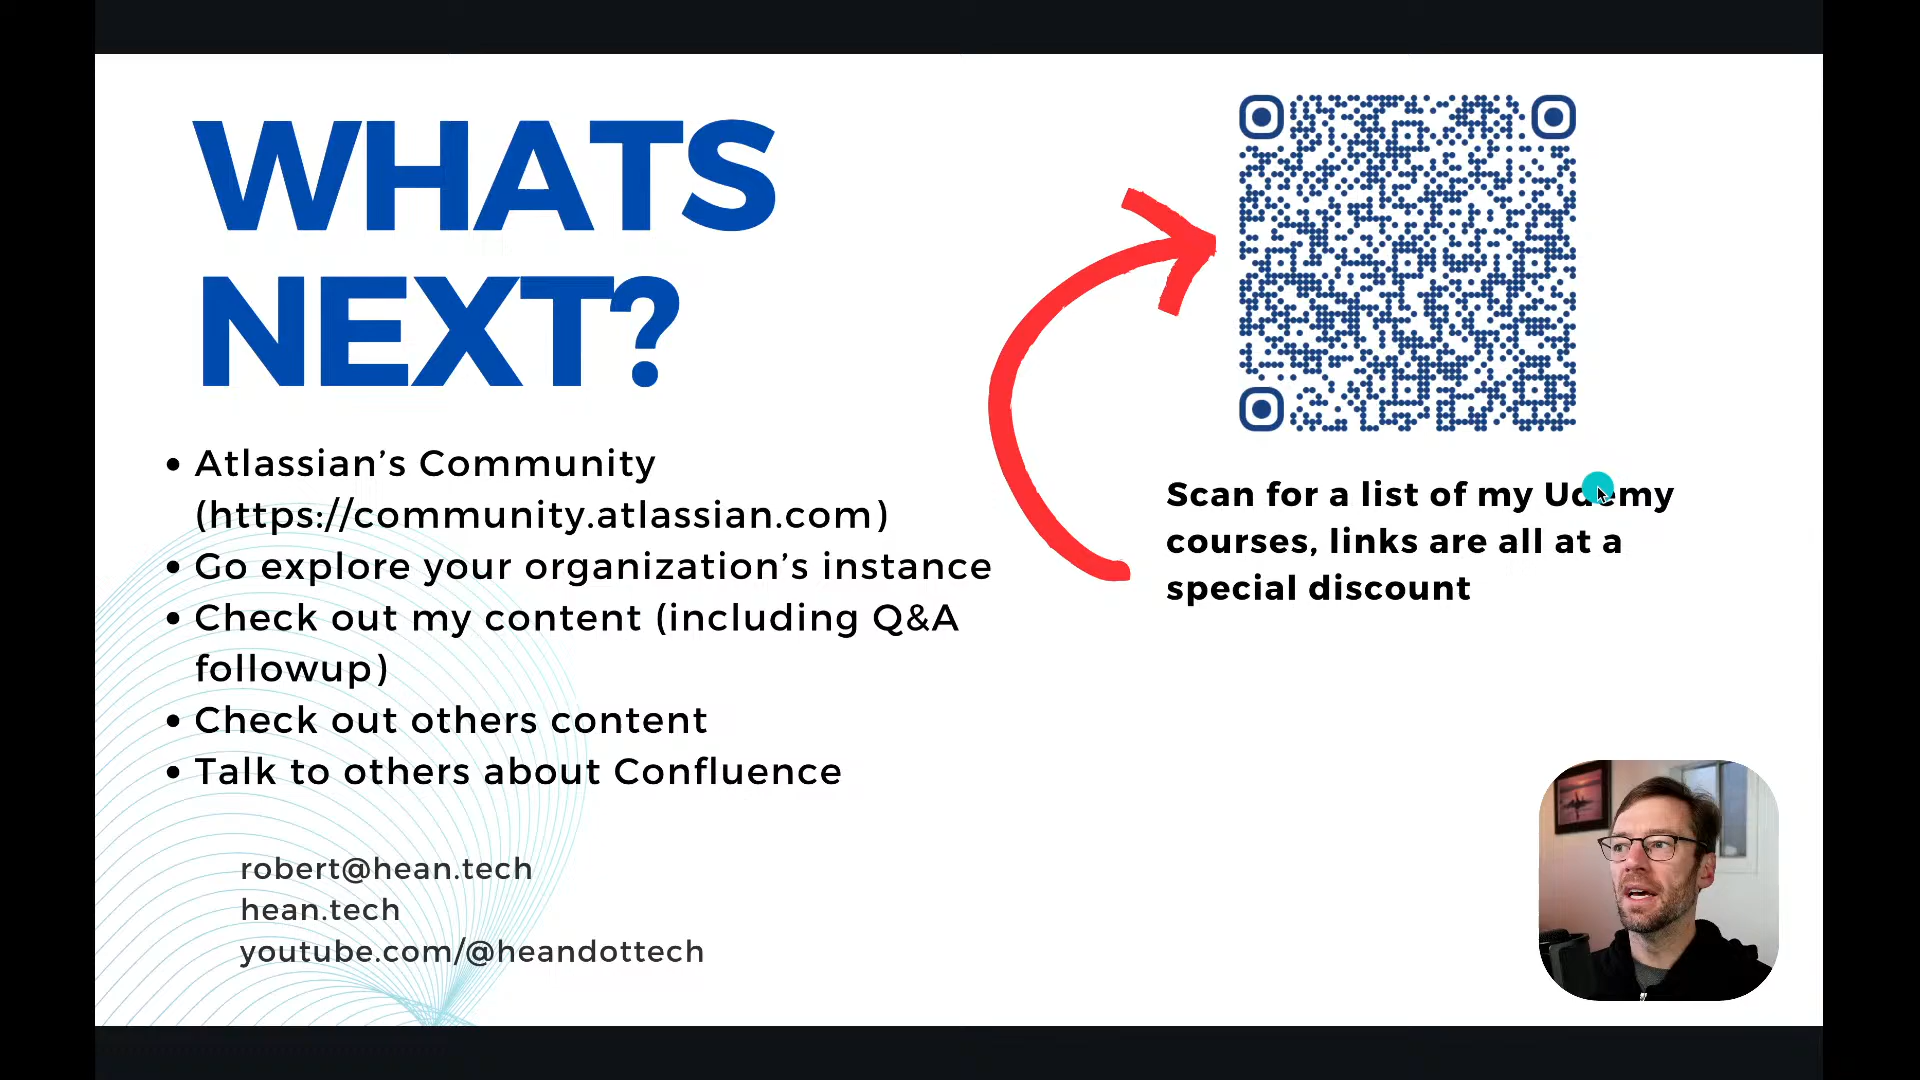 WHATS
NEXT?
Atlassian’s Community
(https://community.atlassian.com)
Go explore your organization’s instance
Check out my content (including Q&A
followup)
Check out others content
Talk to others about Confluence
robert@hean.tech
hean.tech
youtube.com/@heandottech
Scan for a list of my Udemy
courses, links are all at a
special discount